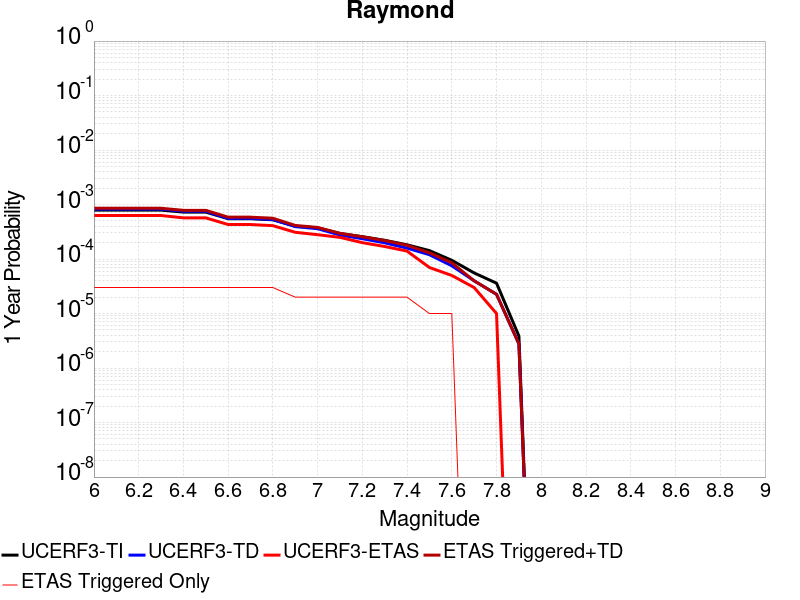 Raymond
10^0
10^-1
10^-2
10^-3
10^-4
10^-5
10^-6
10^-7
10^-8
1 Year Probability
6 6.2 6.4 6.6 6.8 7 7.2 7.4 7.6 7.8 8 8.2 8.4 8.6 8.8 9
Magnitude
UCERF3-TI UCERF3-TD UCERF3-ETAS ETAS Triggered+TD
ETAS Triggered Only